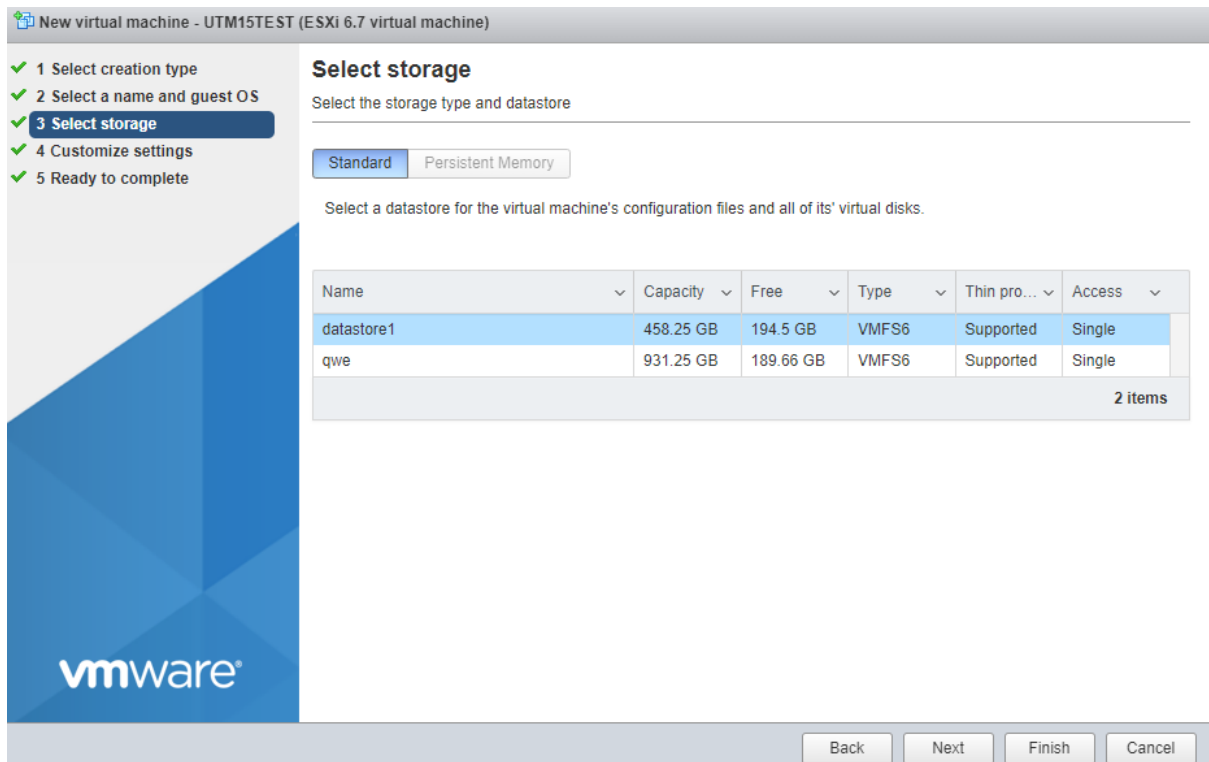 New virtual machine - UTM15TEST (ESXi 6.7 virtual machine)
1 Select creation type
2 Select a name and guest OS
3 Select storage
4 Customize settings
5 Ready to complete
Select storage
Select the storage type and datastore
Standard Persistent Memory
Select a datastore for the virtual machine's configuration files and all of its' virtual disks.
Name Capacity Free Type Thin pro... Access
datastore1 458.25 GB 194.5 GB VMFS6 Supported Single
qwe 931.25 GB 189.66 GB VMFS6 Supported Single
2 items
vmware®
Back Next Finish Cancel